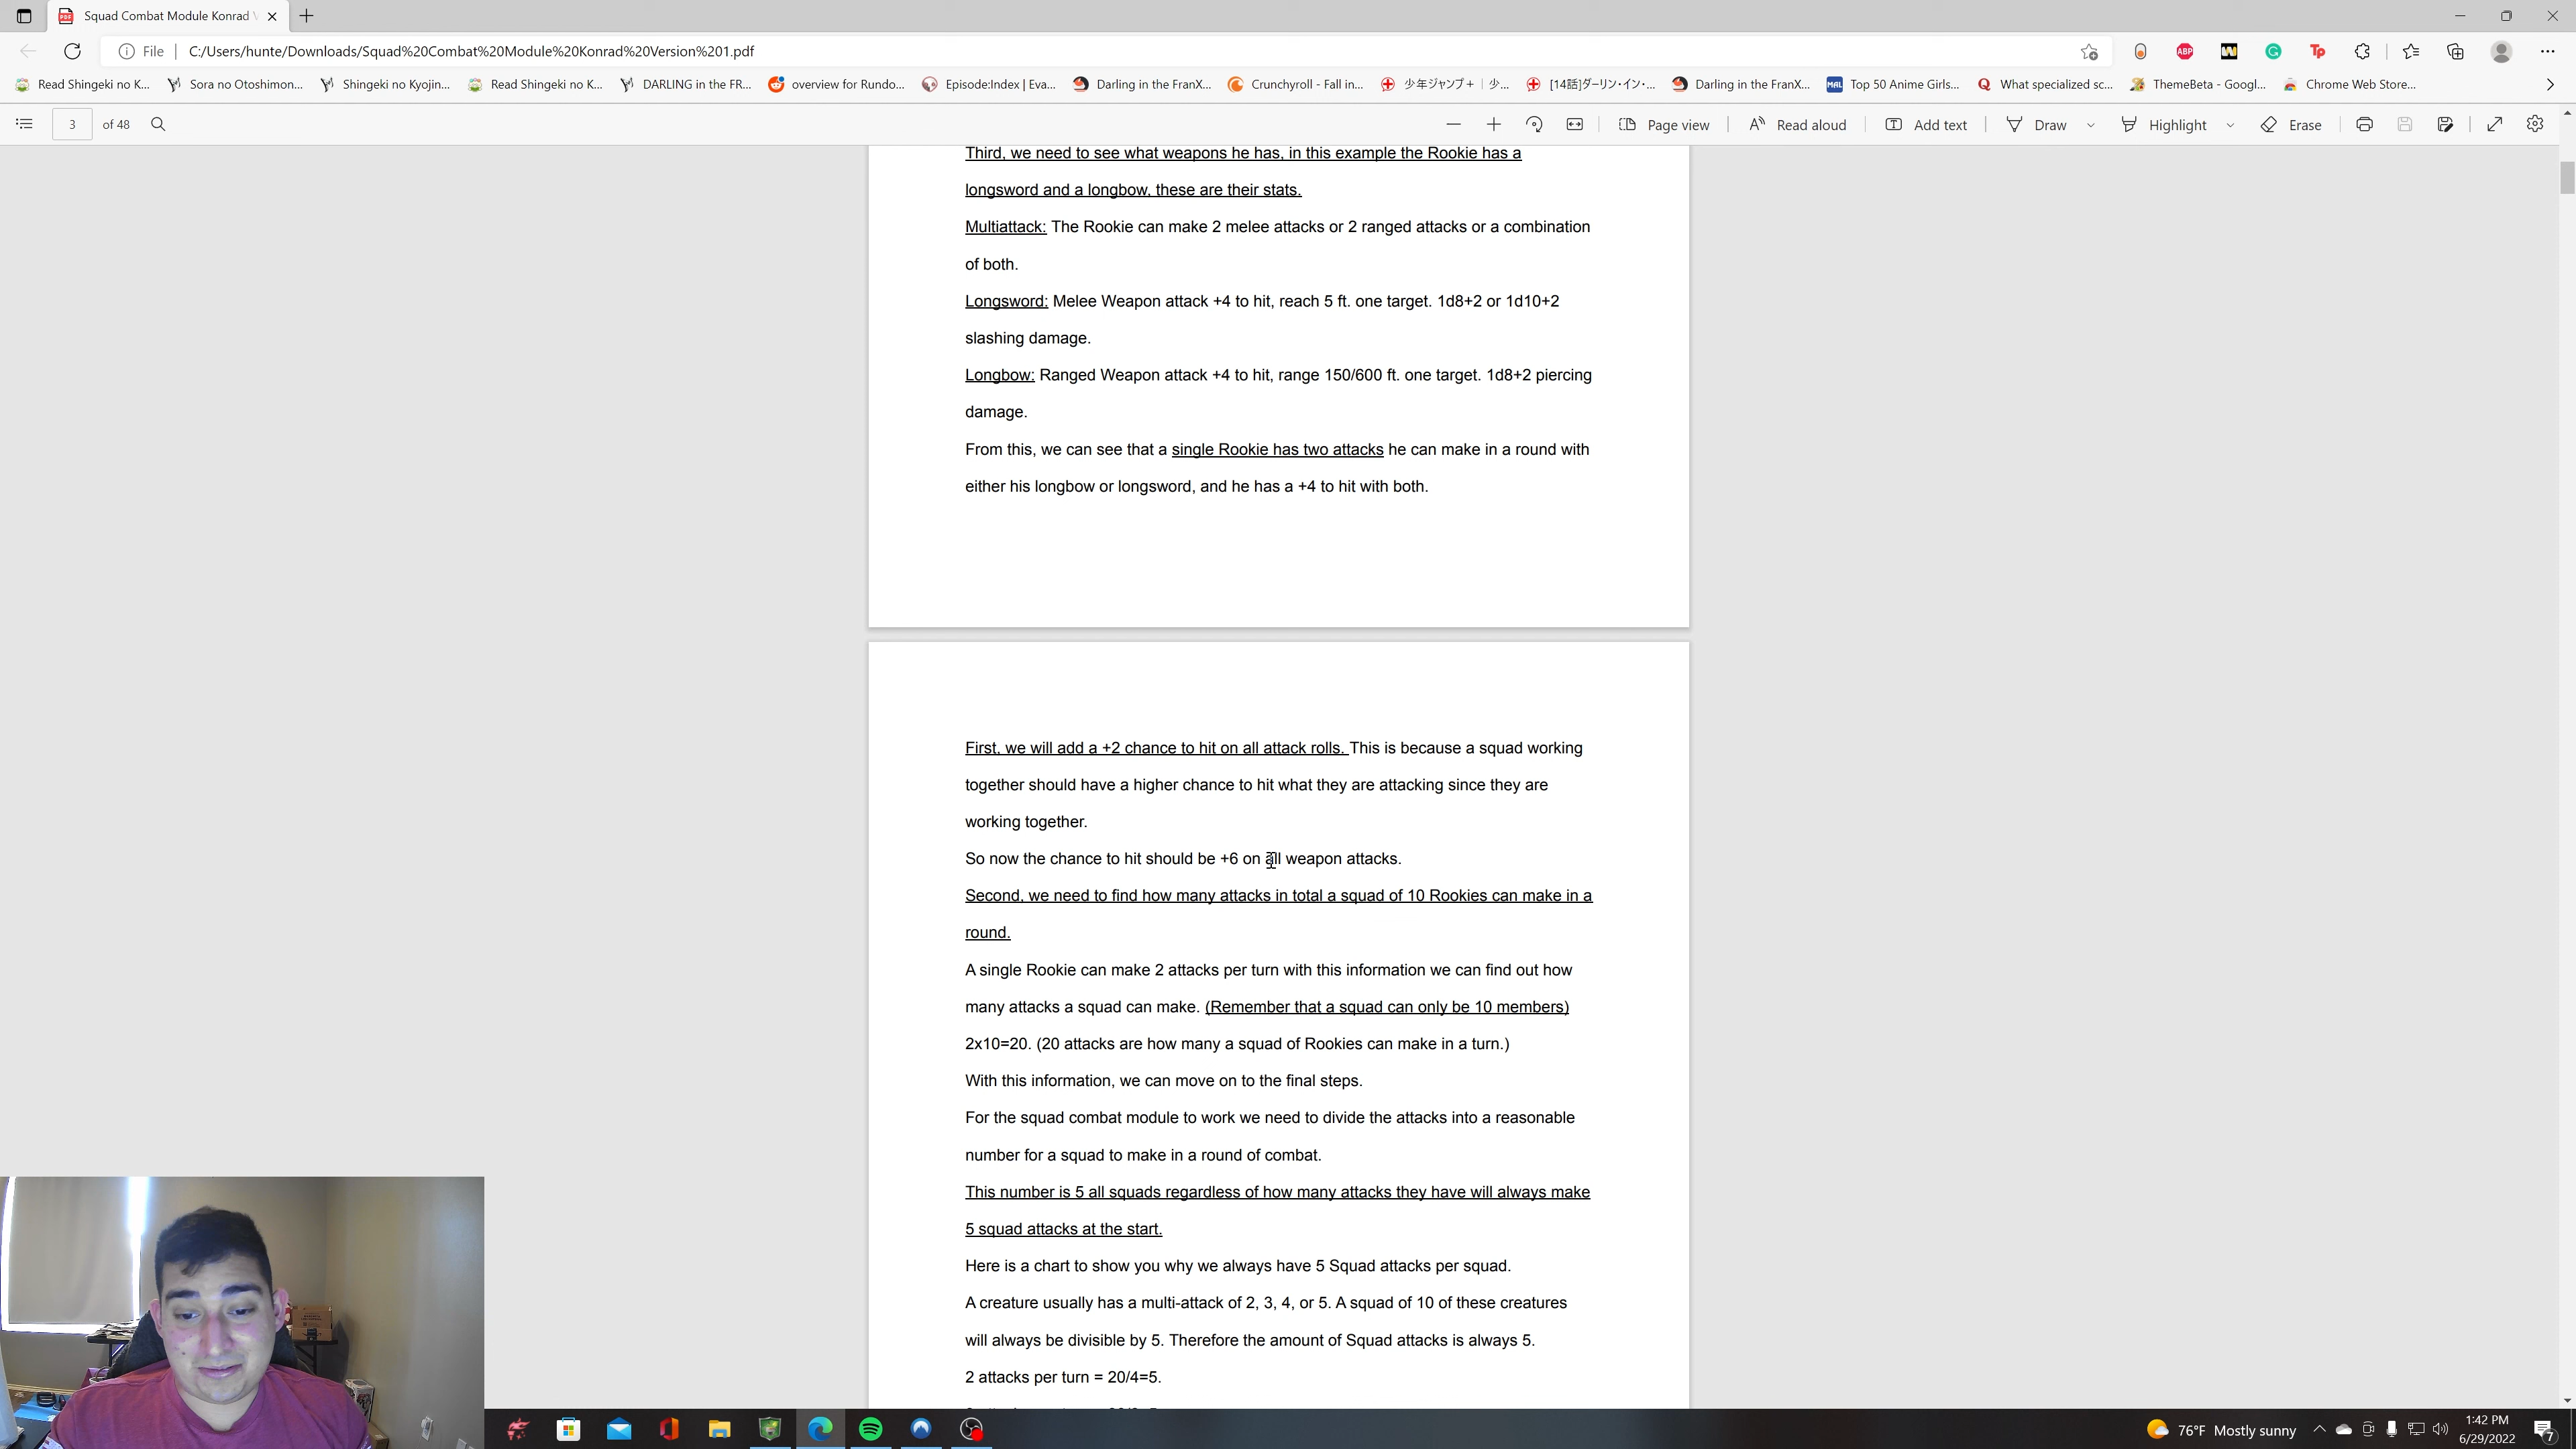 Squad Combat Module Konrad V
File
C:/Users/hunte/Downloads/Squad%20Combat%20Module%20Konrad%20Version%201.pdf
ABP
Read Shingeki no K...
Sora no Otoshimon...
Shingeki no Kyojin...
Read Shingeki no K...
DARLING in the FR...
overview for Rundo...
Episode:Index | Eva...
Darling in the FranX...
Crunchyroll - Fall in...
少年ジャンプ+ | 少...
[14話]ダーリン・イン・...
Darling in the FranX...
MAL Top 50 Anime Girls...
What specialized sc...
ThemeBeta - Googl...
Chrome Web Store...
3 of 48
Page view
Read aloud
Add text
Draw
Highlight
Erase
Third, we need to see what weapons he has, in this example the Rookie has a
longsword and a longbow, these are their stats.
Multiattack: The Rookie can make 2 melee attacks or 2 ranged attacks or a combination
of both.
Longsword: Melee Weapon attack +4 to hit, reach 5 ft. one target. 1d8+2 or 1d10+2
slashing damage.
Longbow: Ranged Weapon attack +4 to hit, range 150/600 ft. one target. 1d8+2 piercing
damage.
From this, we can see that a single Rookie has two attacks he can make in a round with
either his longbow or longsword, and he has a +4 to hit with both.
First, we will add a +2 chance to hit on all attack rolls. This is because a squad working
together should have a higher chance to hit what they are attacking since they are
working together.
So now the chance to hit should be +6 on all weapon attacks.
Second, we need to find how many attacks in total a squad of 10 Rookies can make in a
round.
A single Rookie can make 2 attacks per turn with this information we can find out how
many attacks a squad can make. (Remember that a squad can only be 10 members)
2x10=20. (20 attacks are how many a squad of Rookies can make in a turn.)
With this information, we can move on to the final steps.
For the squad combat module to work we need to divide the attacks into a reasonable
number for a squad to make in a round of combat.
This number is 5 all squads regardless of how many attacks they have will always make
5 squad attacks at the start.
Here is a chart to show you why we always have 5 Squad attacks per squad.
A creature usually has a multi-attack of 2, 3, 4, or 5. A squad of 10 of these creatures
will always be divisible by 5. Therefore the amount of Squad attacks is always 5.
2 attacks per turn = 20/4=5.
76°F Mostly sunny
1:42 PM
6/29/2022
7